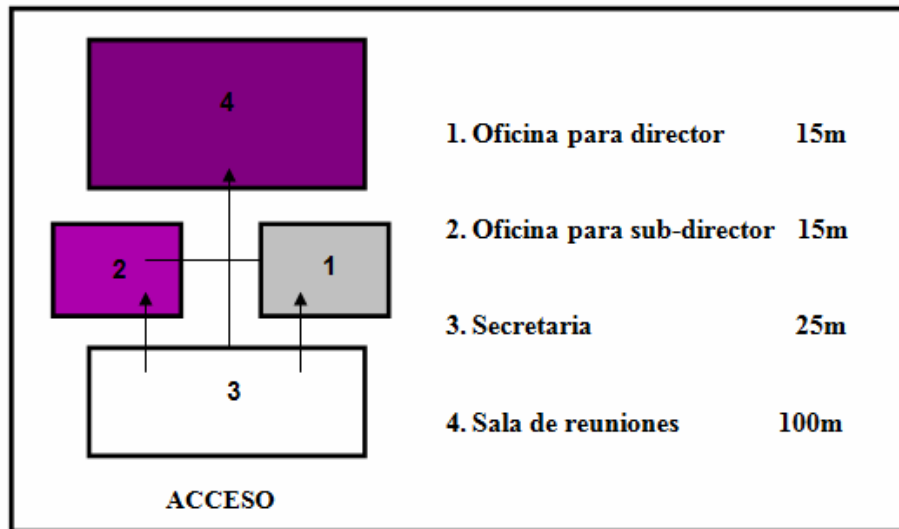 4
1. Oficina para director 15m
2. Oficina para sub-director 15m
2
1
3. Secretaria 25m
3
4. Sala de reuniones 100m
ACCESO